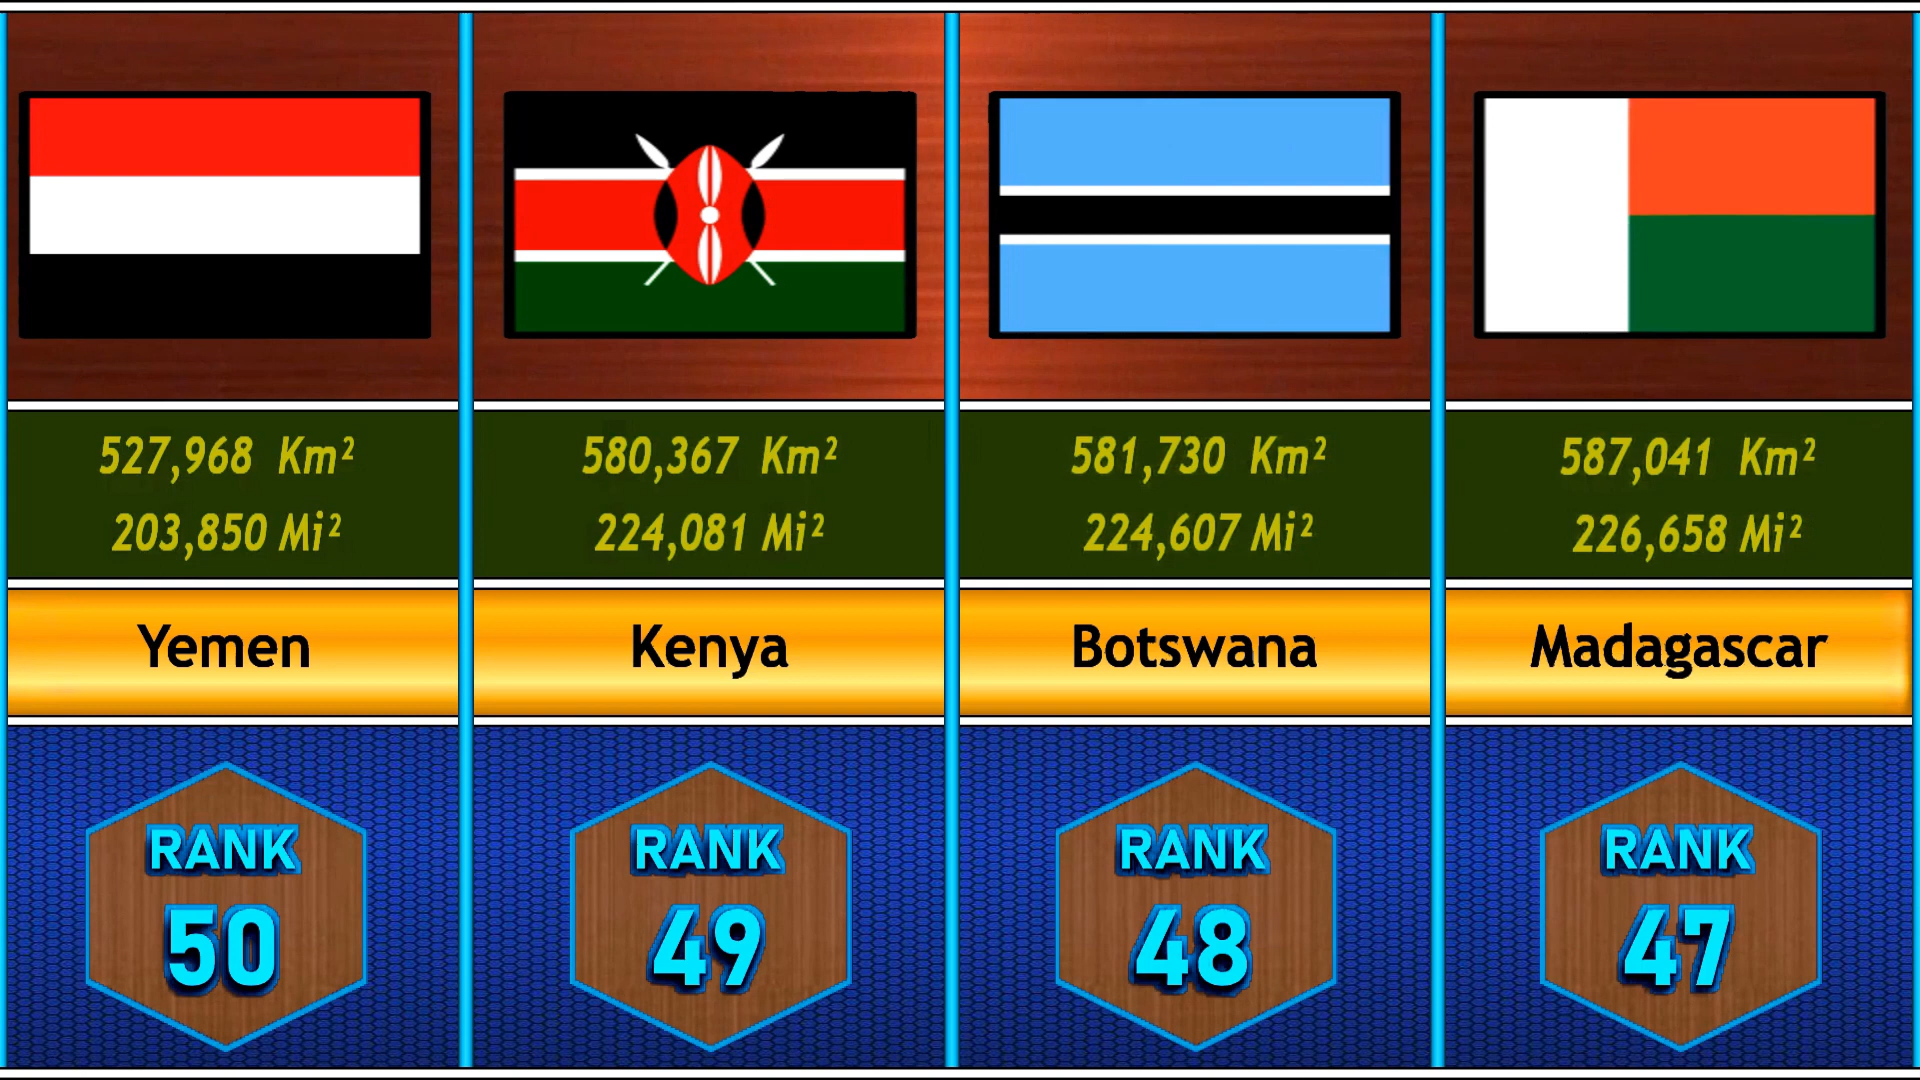 527,968 Km²
203,850 Mi²
Yemen
RANK
50
580,367 Km²
224,081 Mi²
Kenya
RANK
49
581,730 Km²
224,607 Mi²
Botswana
RANK
48
587,041 Km²
226,658 Mi²
Madagascar
RANK
47